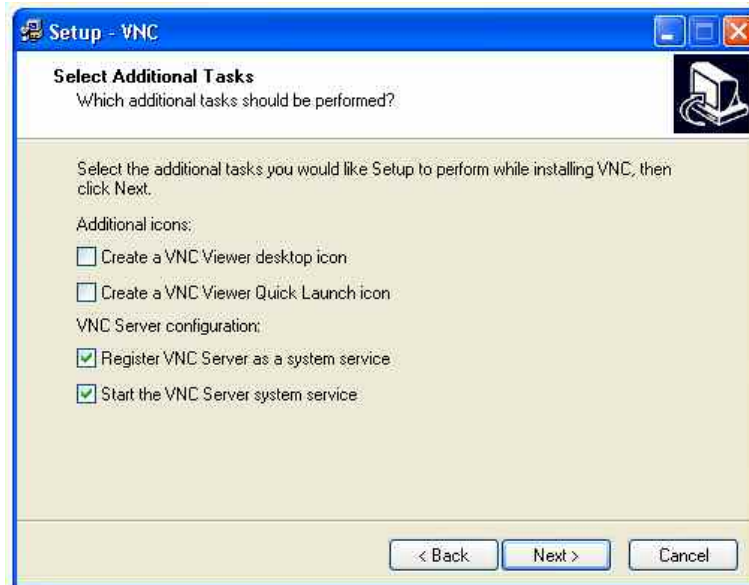 Setup - VNC
Select Additional Tasks
Which additional tasks should be performed?
Select the additional tasks you would like Setup to perform while installing VNC, then
click Next.
Additional icons:
Create a VNC Viewer desktop icon
Create a VNC Viewer Quick Launch icon
VNC Server configuration:
Register VNC Server as a system service
Start the VNC Server system service
< Back
Next >
Cancel